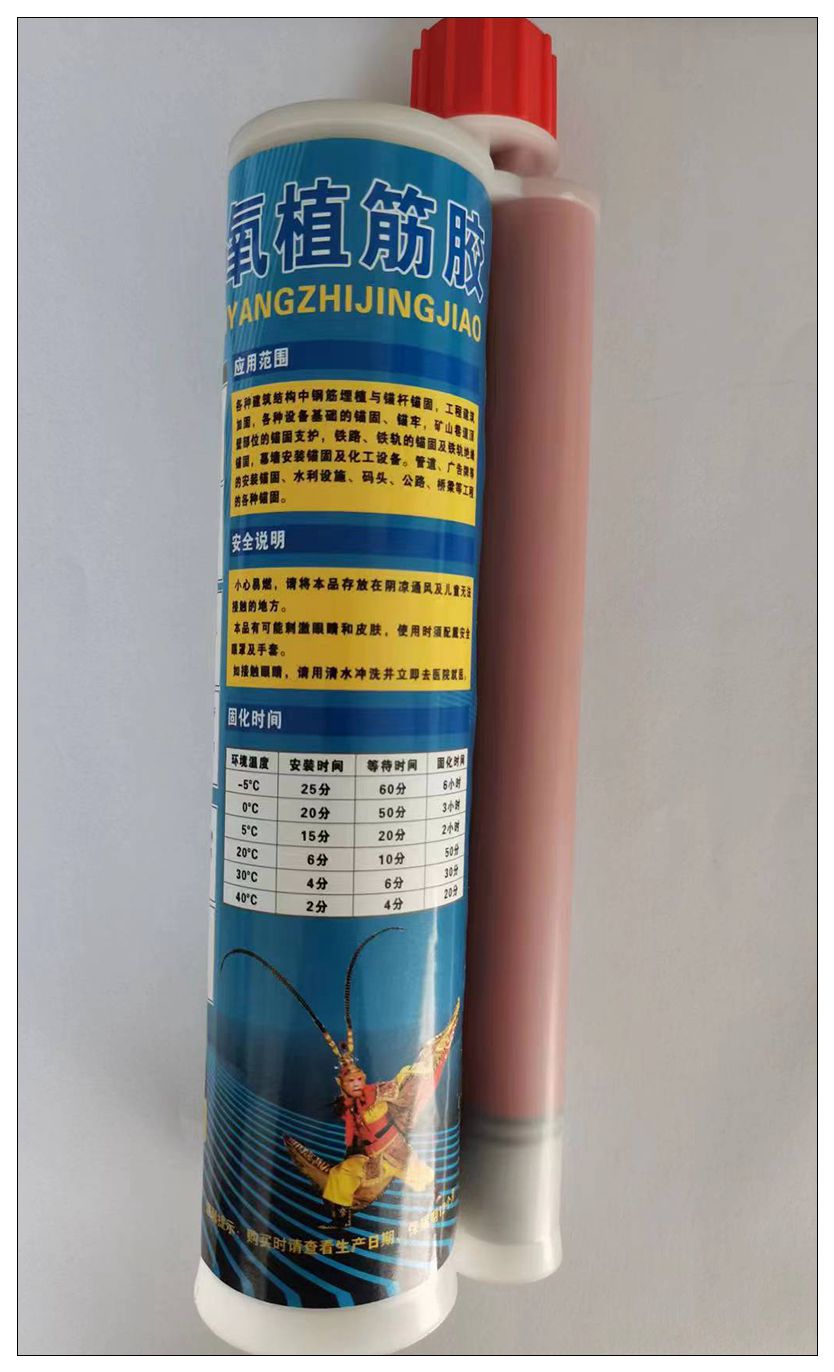 氧植筋胶
YANGZHIJINGJIAO
应用范围
各种建筑结构中钢筋埋植与锚杆锚固，工程建筑
加固，各种设备基础的锚固、锚牢，矿山巷道顶
壁部位的锚固支护，铁路、铁轨的锚固及铁轨绝缘
锚固，幕墙安装锚固及化工设备。管道、广告牌等
的安装锚固、水利设施、码头、公路、桥梁等工程
的各种锚固。
安全说明
小心易燃，请将本品存放在阴凉通风及儿童无法
接触的地方。
本品有可能刺激眼睛和皮肤，使用时须配戴安全
眼罩及手套。
如接触眼睛，请用清水冲洗并立即去医院就医。
固化时间
环境温度 安装时间 等待时间 固化时间
-5°C 25分 60分 6小时
0°C 20分 50分 3小时
5°C 15分 20分 2小时
20°C 6分 10分 50分
30°C 4分 6分 30分
40°C 2分 4分 20分
提示：购买时请查看生产日期，